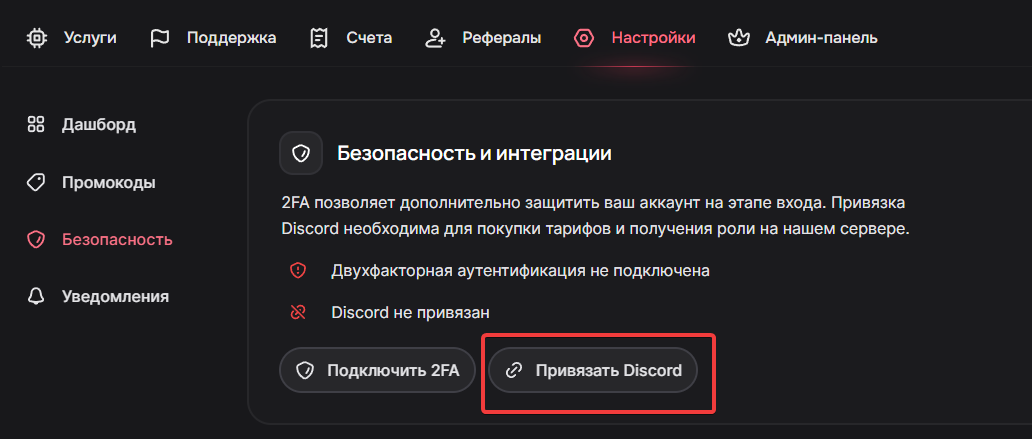 Услуги Поддержка Счета Рефералы Настройки Админ-панель
Дашборд
Промокоды
Безопасность
Уведомления
Безопасность и интеграции
2FA позволяет дополнительно защитить ваш аккаунт на этапе входа. Привязка
Discord необходима для покупки тарифов и получения роли на нашем сервере.
Двухфакторная аутентификация не подключена
Discord не привязан
Подключить 2FA Привязать Discord